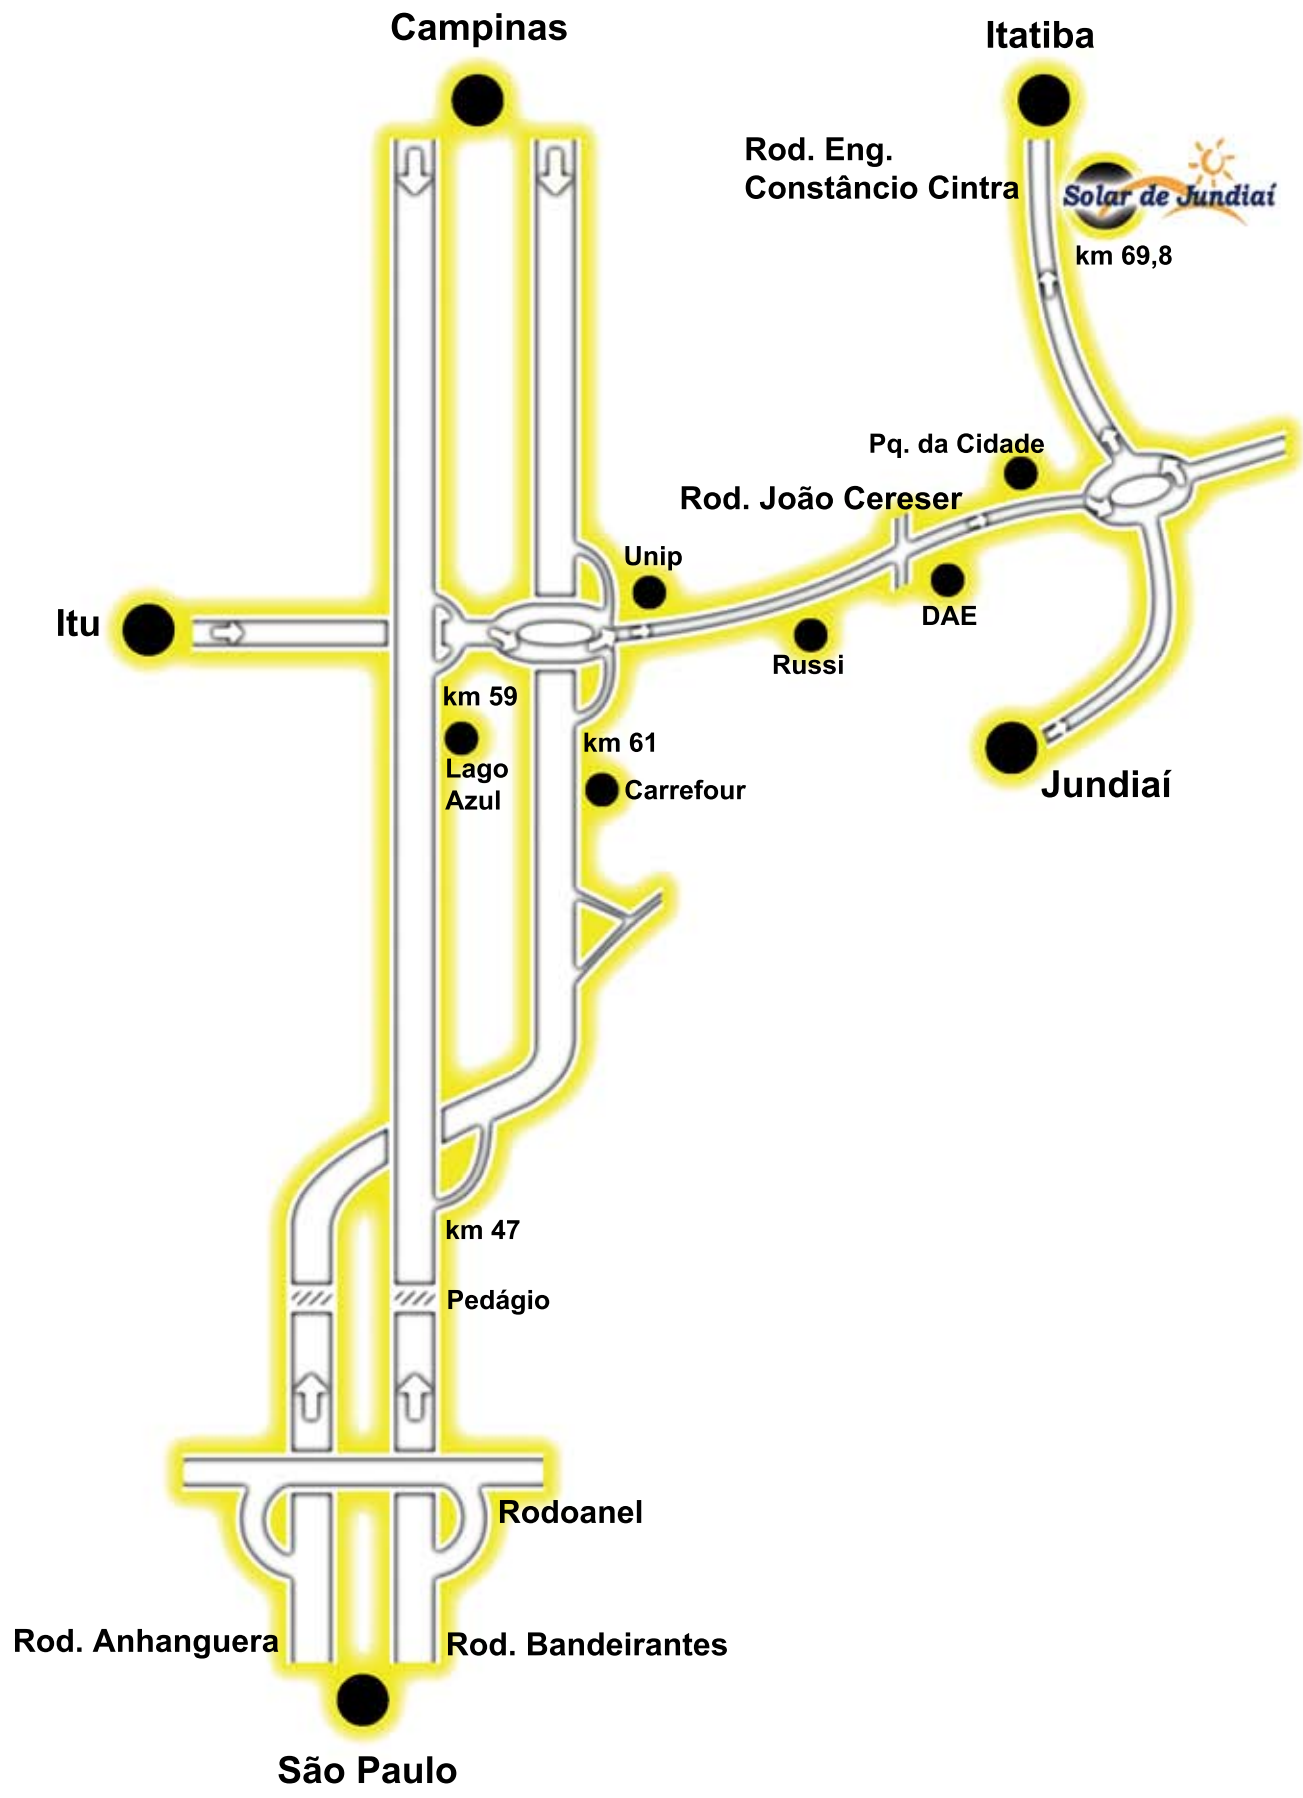 Campinas
Itatiba
Rod. Eng.
Constâncio Cintra
Solar de Jundiaí
km 69,8
Pq. da Cidade
Rod. João Cereser
Unip
DAE
Itu
Russi
km 59
km 61
Lago
Azul
Carrefour
Jundiaí
km 47
Pedágio
Rodoanel
Rod. Anhanguera
Rod. Bandeirantes
São Paulo